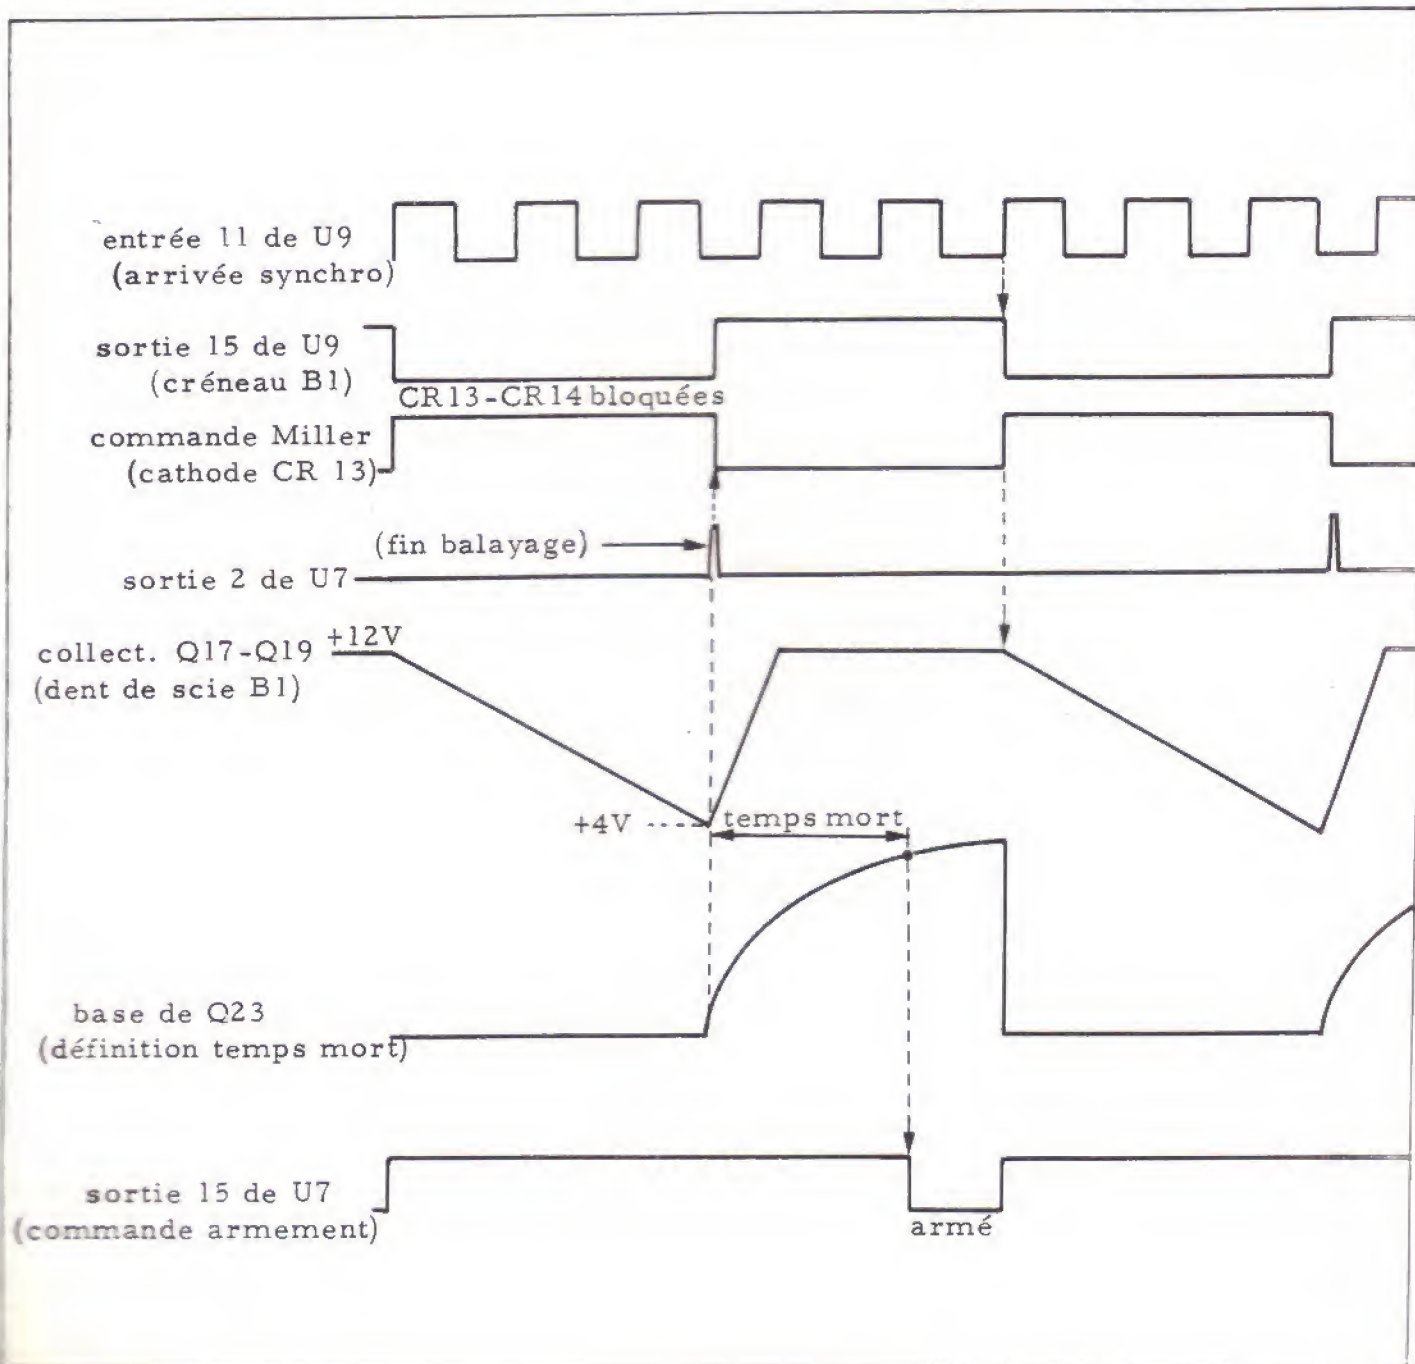 entrée 11 de U9
(arrivée synchro)
sortie 15 de U9
(créneau B1)
CR13-CR14 bloquées
commande Miller
(cathode CR 13)
(fin balayage)
sortie 2 de U7
+12V
collect. Q17-Q19
(dent de scie B1)
+4V
temps mort
base de Q23
(définition temps mort)
sortie 15 de U7
(commande armement)
armé